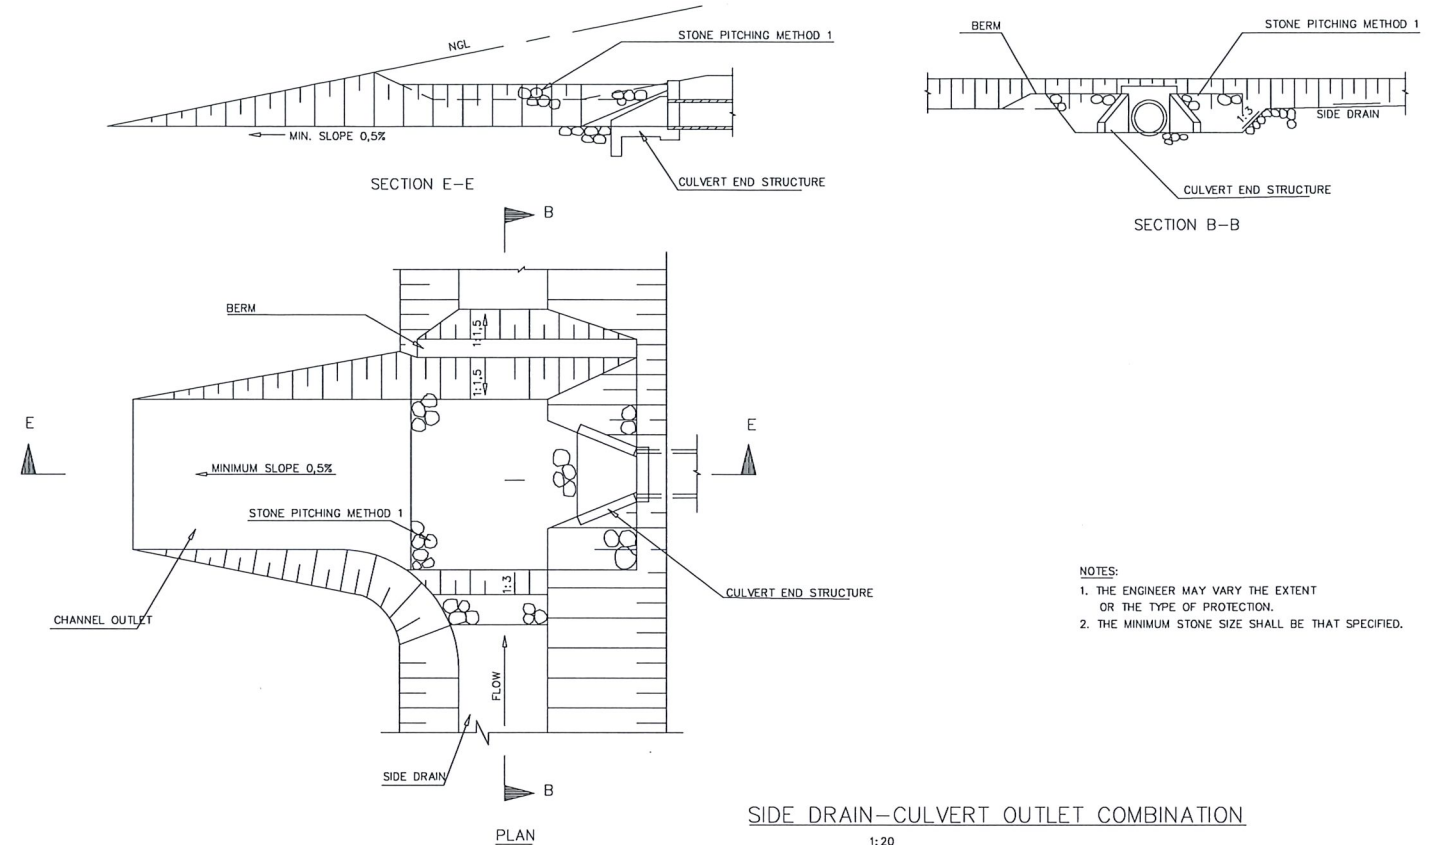 NGL
STONE PITCHING METHOD 1
MIN. SLOPE 0,5%
SECTION E-E
CULVERT END STRUCTURE
BERM
STONE PITCHING METHOD 1
1:3
SIDE DRAIN
CULVERT END STRUCTURE
SECTION B-B
B
BERM
1:1,5
1:1,5
E
E
MINIMUM SLOPE 0,5%
STONE PITCHING METHOD 1
1:3
CULVERT END STRUCTURE
CHANNEL OUTLET
FLOW
SIDE DRAIN
B
PLAN
NOTES:
1. THE ENGINEER MAY VARY THE EXTENT
OR THE TYPE OF PROTECTION.
2. THE MINIMUM STONE SIZE SHALL BE THAT SPECIFIED.
SIDE DRAIN-CULVERT OUTLET COMBINATION
1:20